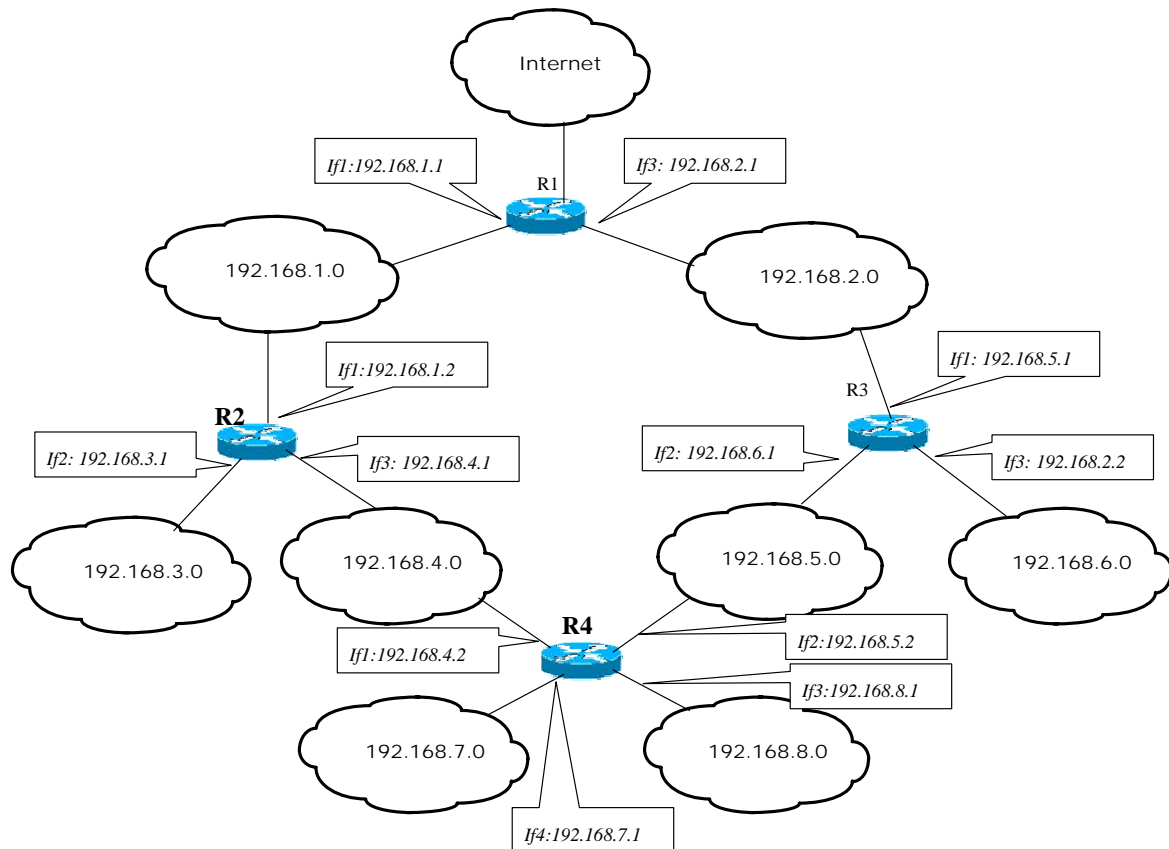 Internet
If1:192.168.1.1
If3: 192.168.2.1
R1
192.168.1.0
192.168.2.0
If1:192.168.1.2
If1: 192.168.5.1
R2
R3
If2: 192.168.3.1
If3: 192.168.4.1
If2: 192.168.6.1
If3: 192.168.2.2
192.168.3.0
192.168.4.0
192.168.5.0
192.168.6.0
R4
If1:192.168.4.2
If2:192.168.5.2
If3:192.168.8.1
192.168.7.0
192.168.8.0
If4:192.168.7.1